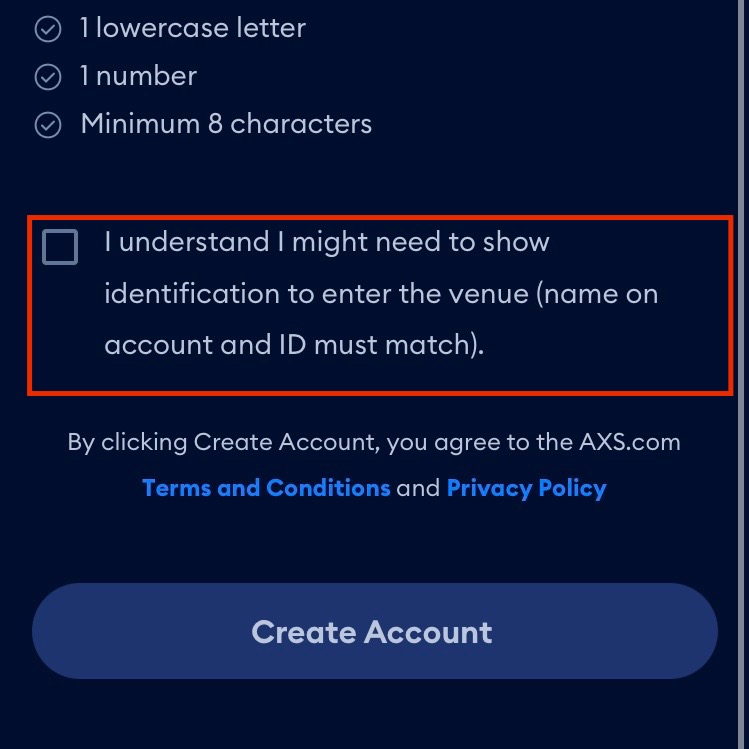 1 lowercase letter
1 number
Minimum 8 characters
I understand I might need to show
identification to enter the venue (name on
account and ID must match).
By clicking Create Account, you agree to the AXS.com
Terms and Conditions and Privacy Policy
Create Account